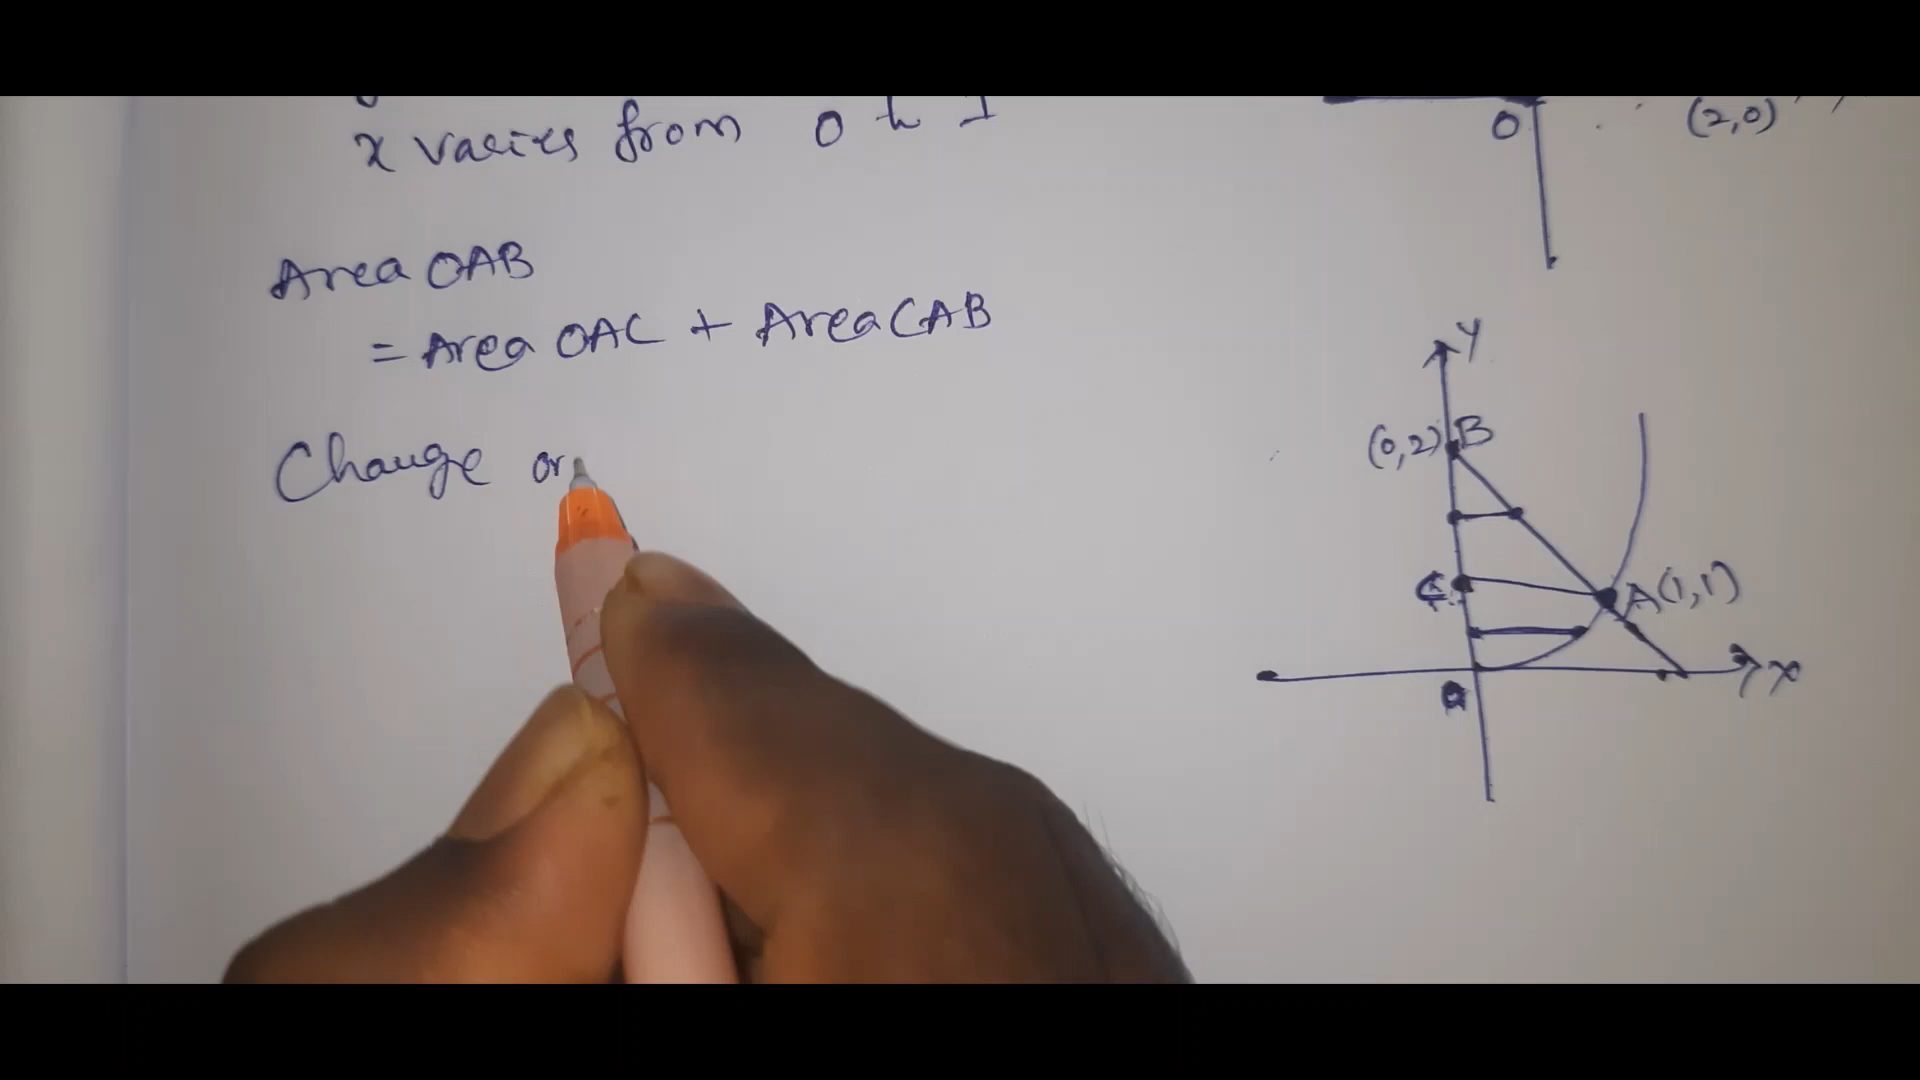 x varies from 0 to 1
O
(2,0)
Area OAB
= Area OAC + Area CAB
Change or
Y
(0,2) B
C
A(1,1)
X